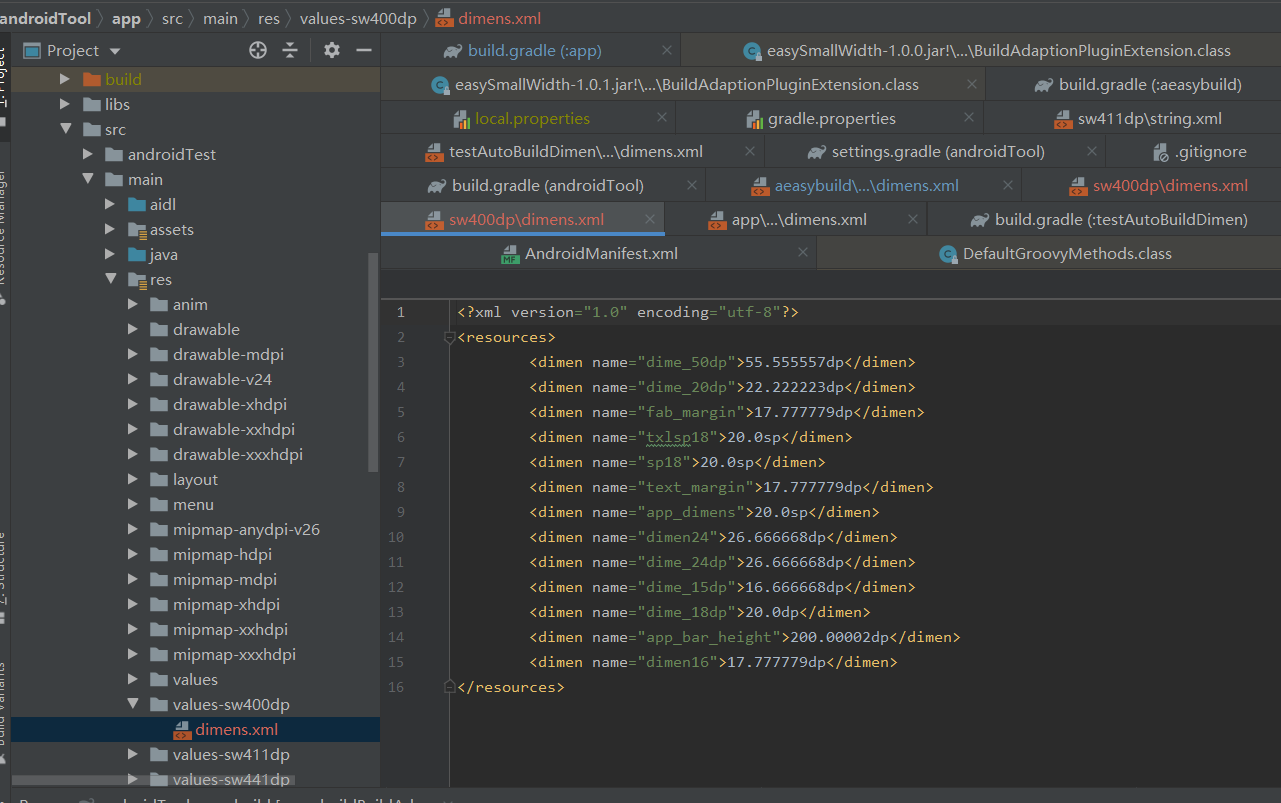 androidTool app src main res values-sw400dp dimens.xml
Project
build
libs
src
androidTest
main
aidl
assets
java
res
anim
drawable
drawable-mdpi
drawable-v24
drawable-xhdpi
drawable-xxhdpi
drawable-xxxhdpi
layout
menu
mipmap-anydpi-v26
mipmap-hdpi
mipmap-mdpi
mipmap-xhdpi
mipmap-xxhdpi
mipmap-xxxhdpi
values
values-sw400dp
dimens.xml
values-sw411dp
values-sw441dp
build.gradle (:app) easySmallWidth-1.0.0.jar!\...\BuildAdaptionPluginExtension.class
easySmallWidth-1.0.1.jar!\...\BuildAdaptionPluginExtension.class build.gradle (:aeasybuild)
local.properties gradle.properties sw411dp\string.xml
testAutoBuildDimen\...\dimens.xml settings.gradle (androidTool) .gitignore
build.gradle (androidTool) aeasybuild\...\dimens.xml sw400dp\dimens.xml
sw400dp\dimens.xml app\...\dimens.xml build.gradle (:testAutoBuildDimen)
AndroidManifest.xml DefaultGroovyMethods.class
1 <?xml version="1.0" encoding="utf-8"?>
2 <resources>
3 <dimen name="dime_50dp">55.555557dp</dimen>
4 <dimen name="dime_20dp">22.222223dp</dimen>
5 <dimen name="fab_margin">17.777779dp</dimen>
6 <dimen name="txlsp18">20.0sp</dimen>
7 <dimen name="sp18">20.0sp</dimen>
8 <dimen name="text_margin">17.777779dp</dimen>
9 <dimen name="app_dimens">20.0sp</dimen>
10 <dimen name="dimen24">26.666668dp</dimen>
11 <dimen name="dime_24dp">26.666668dp</dimen>
12 <dimen name="dime_15dp">16.666668dp</dimen>
13 <dimen name="dime_18dp">20.0dp</dimen>
14 <dimen name="app_bar_height">200.00002dp</dimen>
15 <dimen name="dimen16">17.777779dp</dimen>
16 </resources>